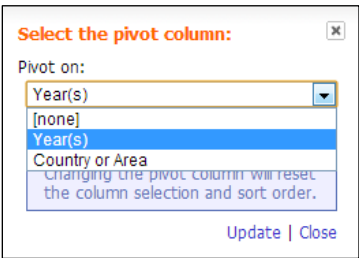 Select the pivot column:
Pivot on:
Year(s)
[none]
Year(s)
Country or Area
Changing the pivot column will reset
the column selection and sort order.
Update | Close